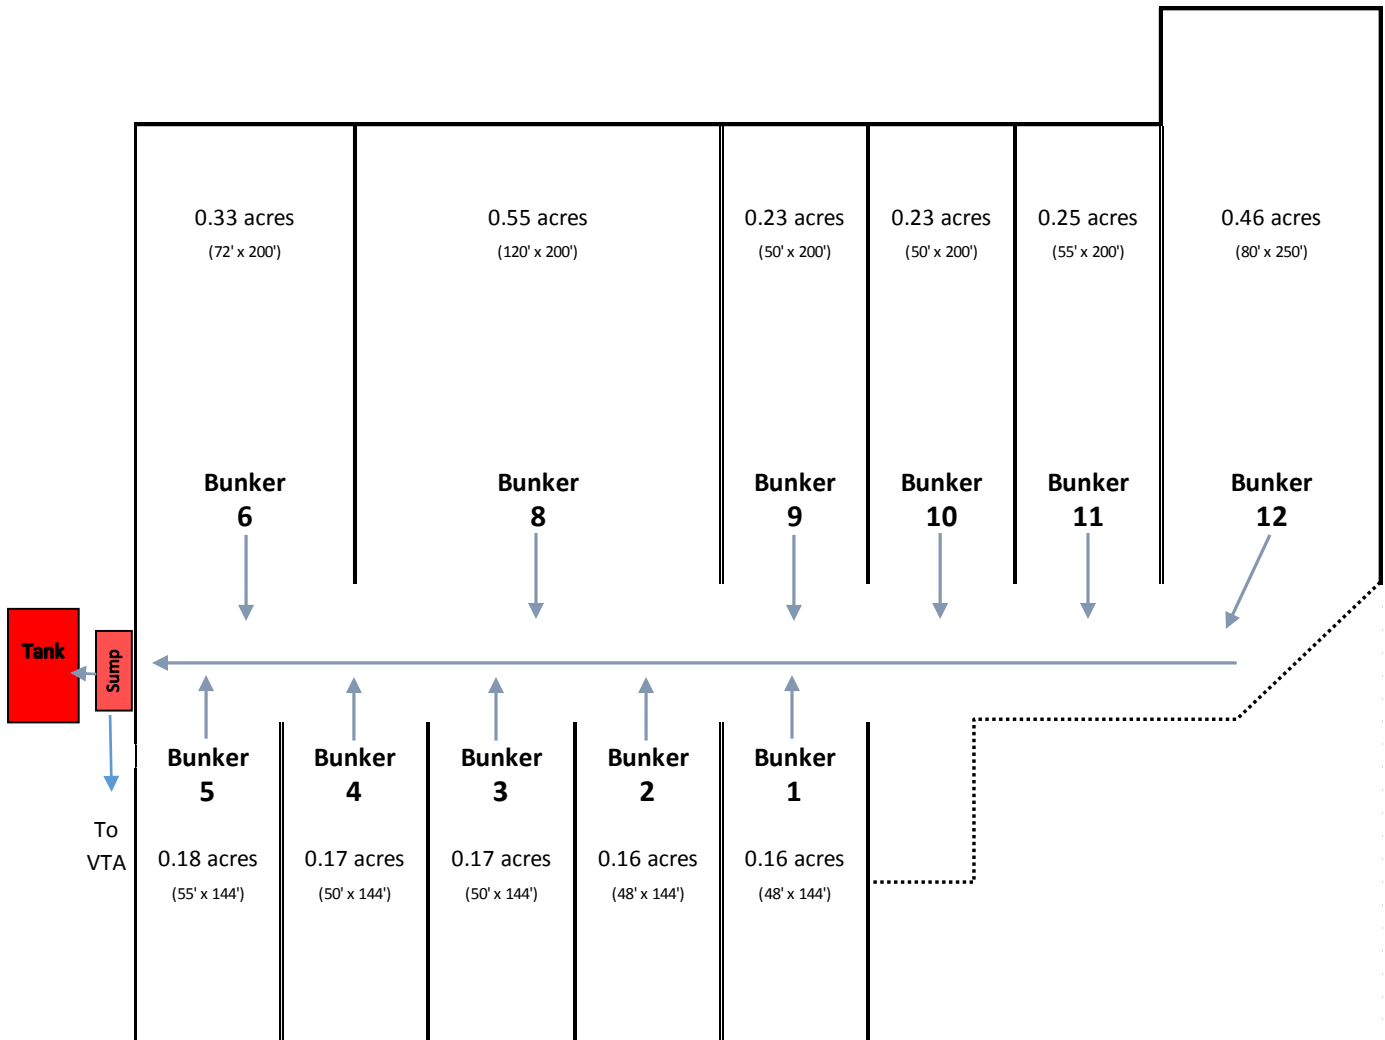 0.33 acres
(72' x 200')
0.55 acres
(120' x 200')
0.23 acres
(50' x 200')
0.23 acres
(50' x 200')
0.25 acres
(55' x 200')
0.46 acres
(80' x 250')
Bunker
6
Bunker
8
Bunker
9
Bunker
10
Bunker
11
Bunker
12
Tank
Sump
To
VTA
Bunker
5
Bunker
4
Bunker
3
Bunker
2
Bunker
1
0.18 acres
(55' x 144')
0.17 acres
(50' x 144')
0.17 acres
(50' x 144')
0.16 acres
(48' x 144')
0.16 acres
(48' x 144')